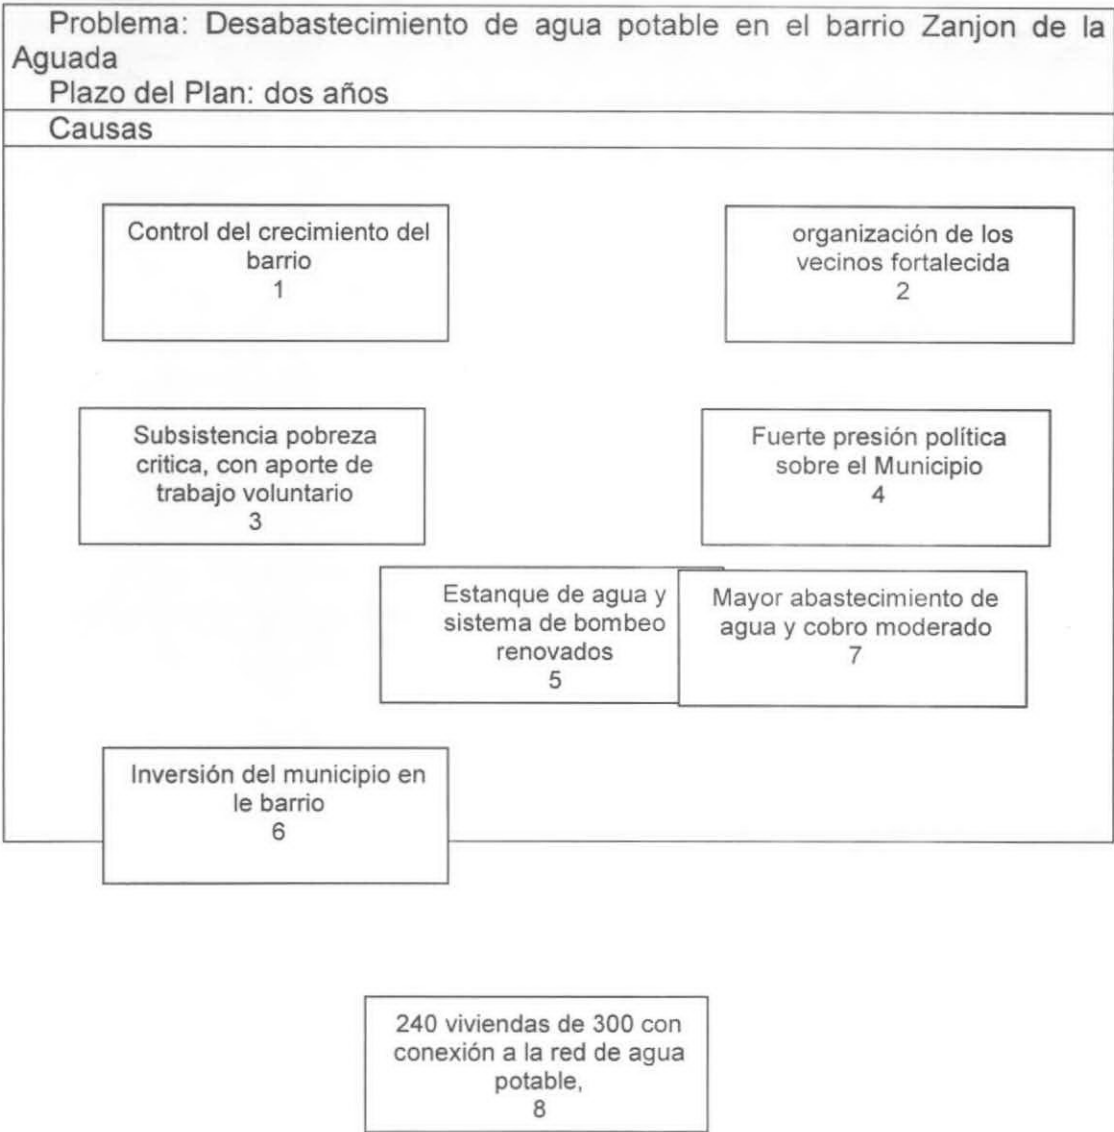 Problema: Desabastecimiento de agua potable en el barrio Zanjon de la
Aguada
Plazo del Plan: dos años
Causas
Control del crecimiento del
barrio
1
organización de los
vecinos fortalecida
2
Subsistencia pobreza
critica, con aporte de
trabajo voluntario
3
Fuerte presión política
sobre el Municipio
4
Estanque de agua y
sistema de bombeo
renovados
5
Mayor abastecimiento de
agua y cobro moderado
7
Inversión del municipio en
le barrio
6
240 viviendas de 300 con
conexión a la red de agua
potable,
8